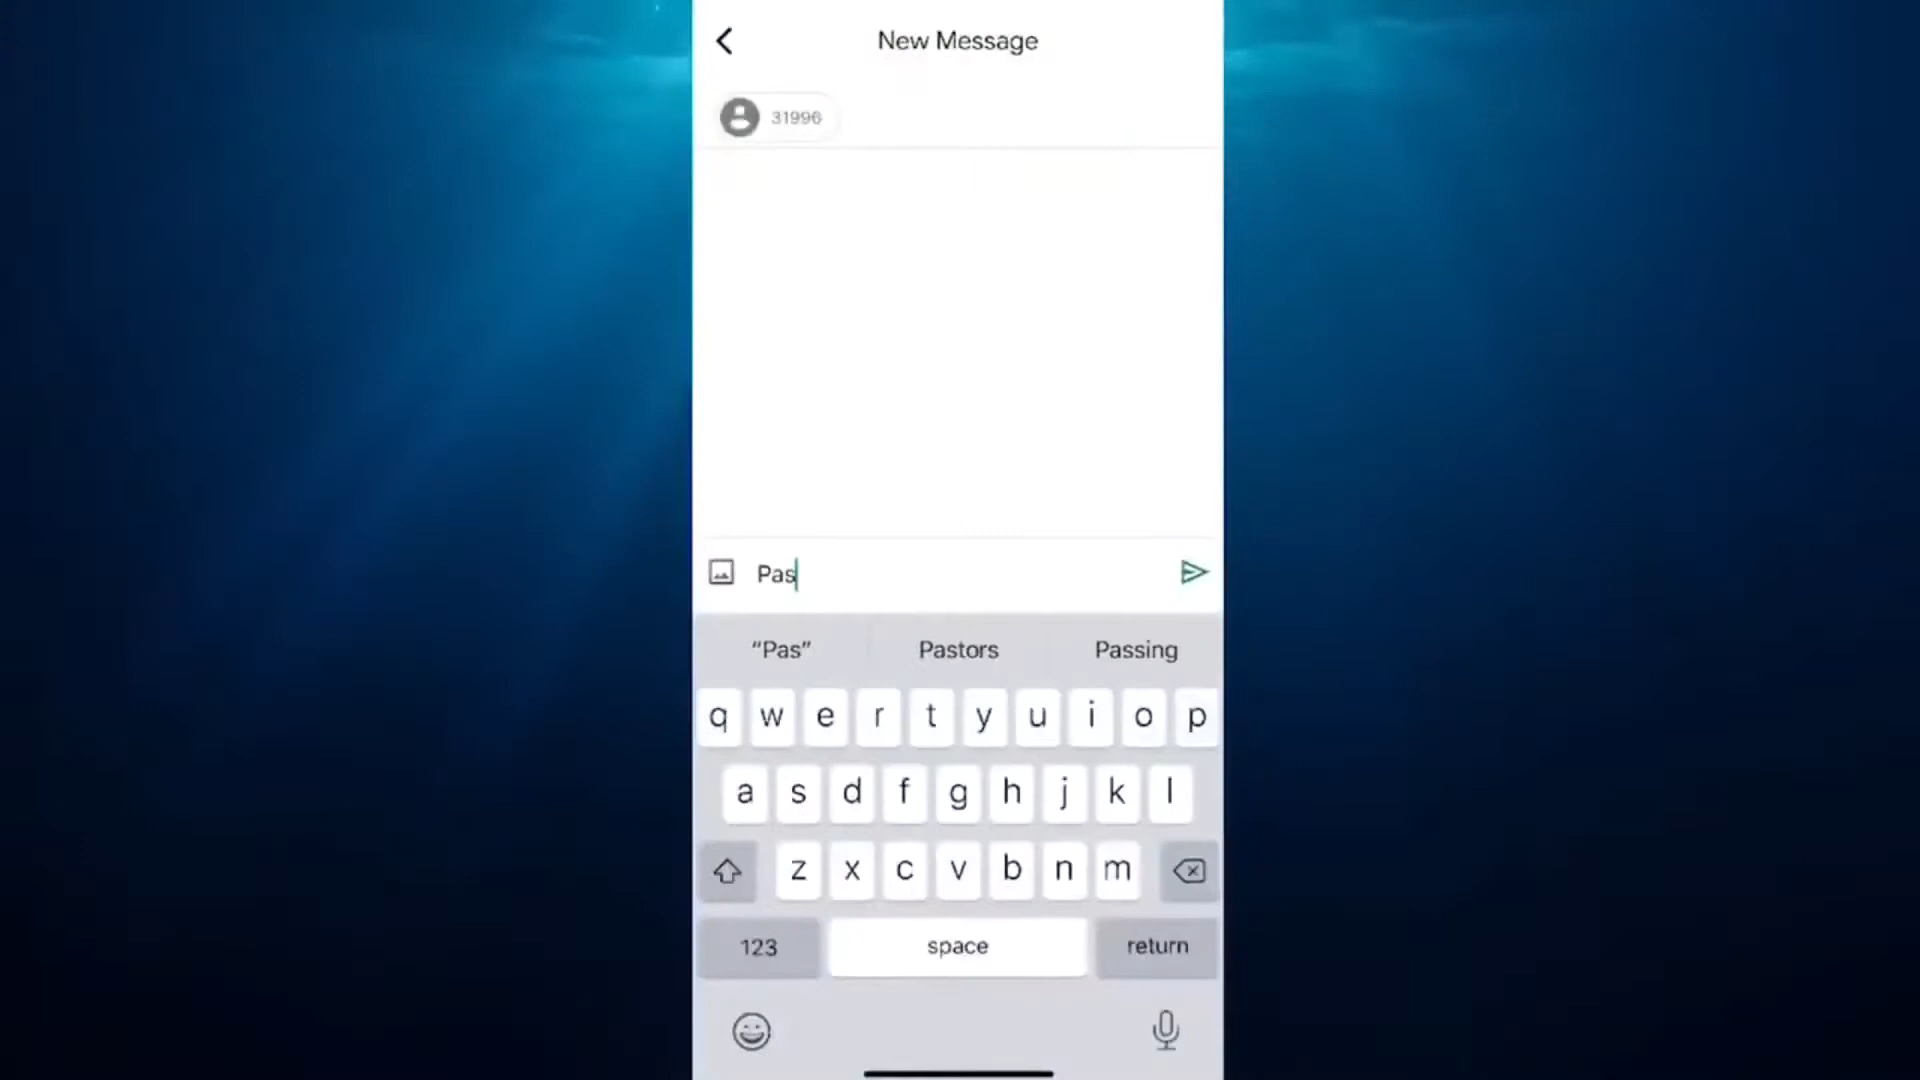 New Message
31996
Pas
“Pas” Pastors Passing
q w e r t y u i o p
a s d f g h j k l
z x c v b n m
123 space return